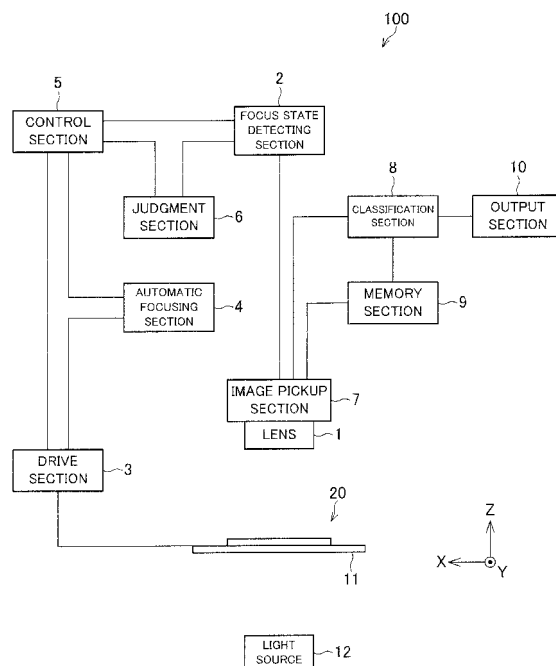 100
5
2
CONTROL
SECTION
FOCUS STATE
DETECTING
SECTION
8
10
JUDGMENT
SECTION
6
CLASSIFICATION
SECTION
OUTPUT
SECTION
AUTOMATIC
FOCUSING
SECTION
4
MEMORY
SECTION
9
IMAGE PICKUP
SECTION
7
LENS
1
DRIVE
SECTION
3
20
Z
X
Y
11
LIGHT
SOURCE
12